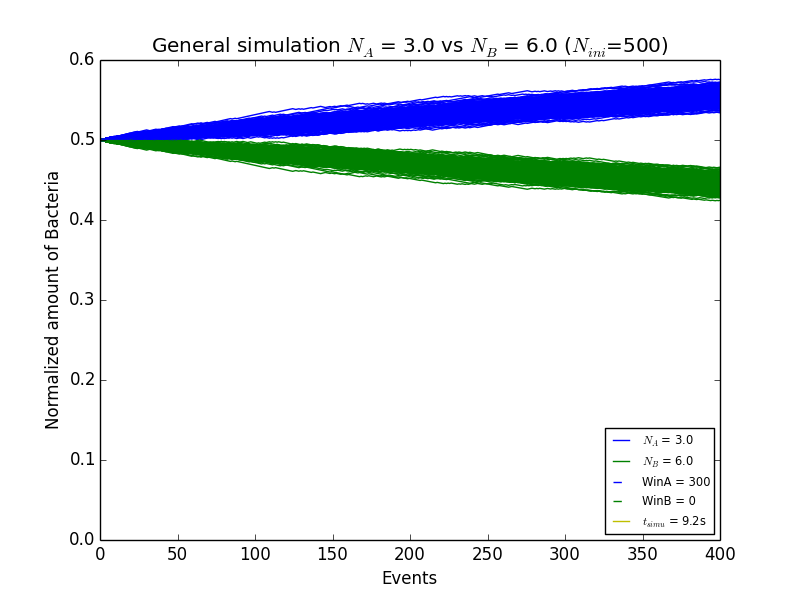 General simulation N_A = 3.0 vs N_B = 6.0 (N_ini=500)
0.6
0.5
0.4
0.3
0.2
0.1
0.0
Normalized amount of Bacteria
N_A = 3.0
N_B = 6.0
WinA = 300
WinB = 0
t_simu = 9.2s
0 50 100 150 200 250 300 350 400
Events